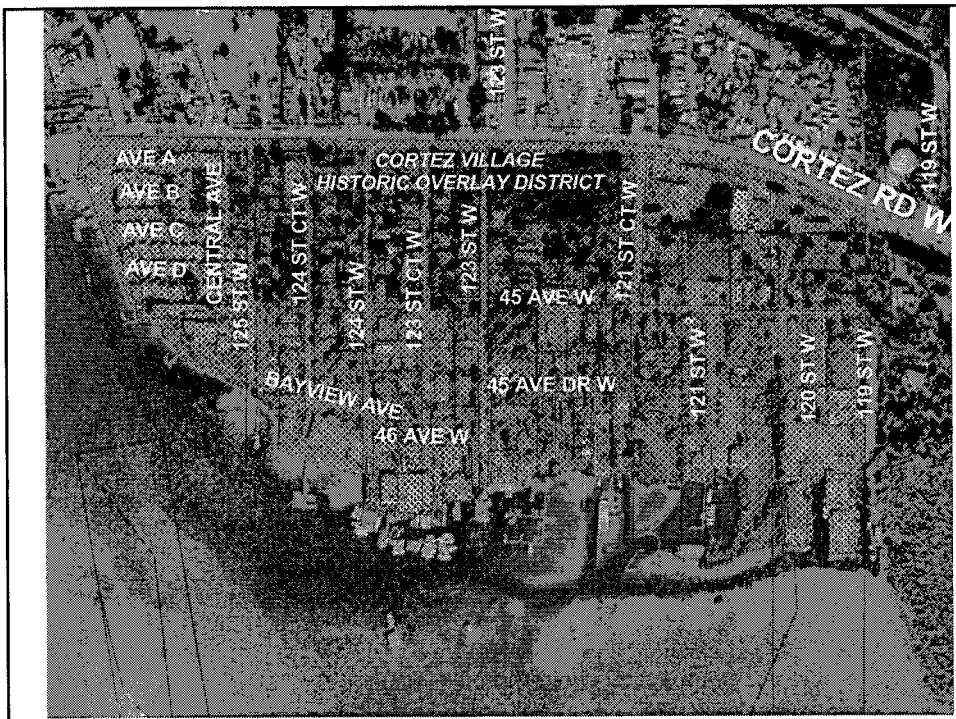 123 ST W
119 ST W
CORTEZ RD W
CORTEZ VILLAGE
HISTORIC OVERLAY DISTRICT
AVE A
AVE B
AVE C
AVE D
CENTRAL AVE
125 ST W
124 ST CT W
124 ST W
123 ST CT W
123 ST W
121 ST CT W
45 AVE W
45 AVE DR W
121 ST W
120 ST W
119 ST W
BAYVIEW AVE
46 AVE W